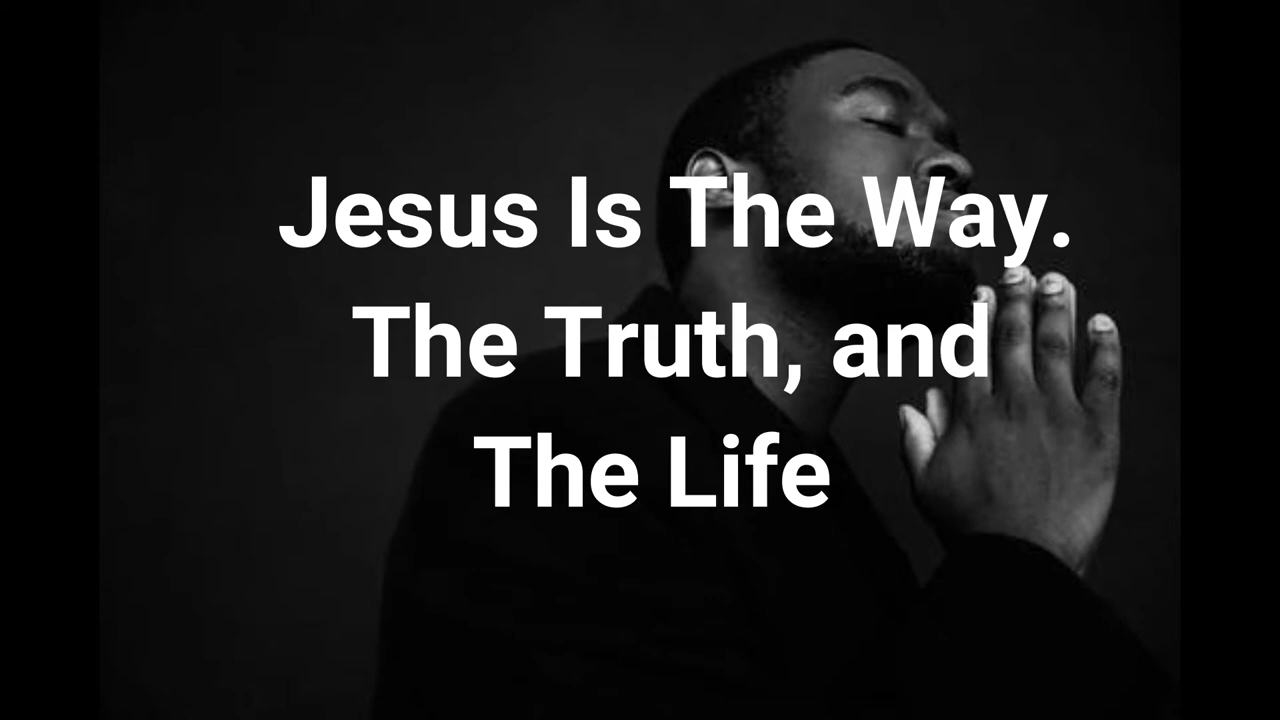 Jesus Is The Way.
The Truth, and
The Life